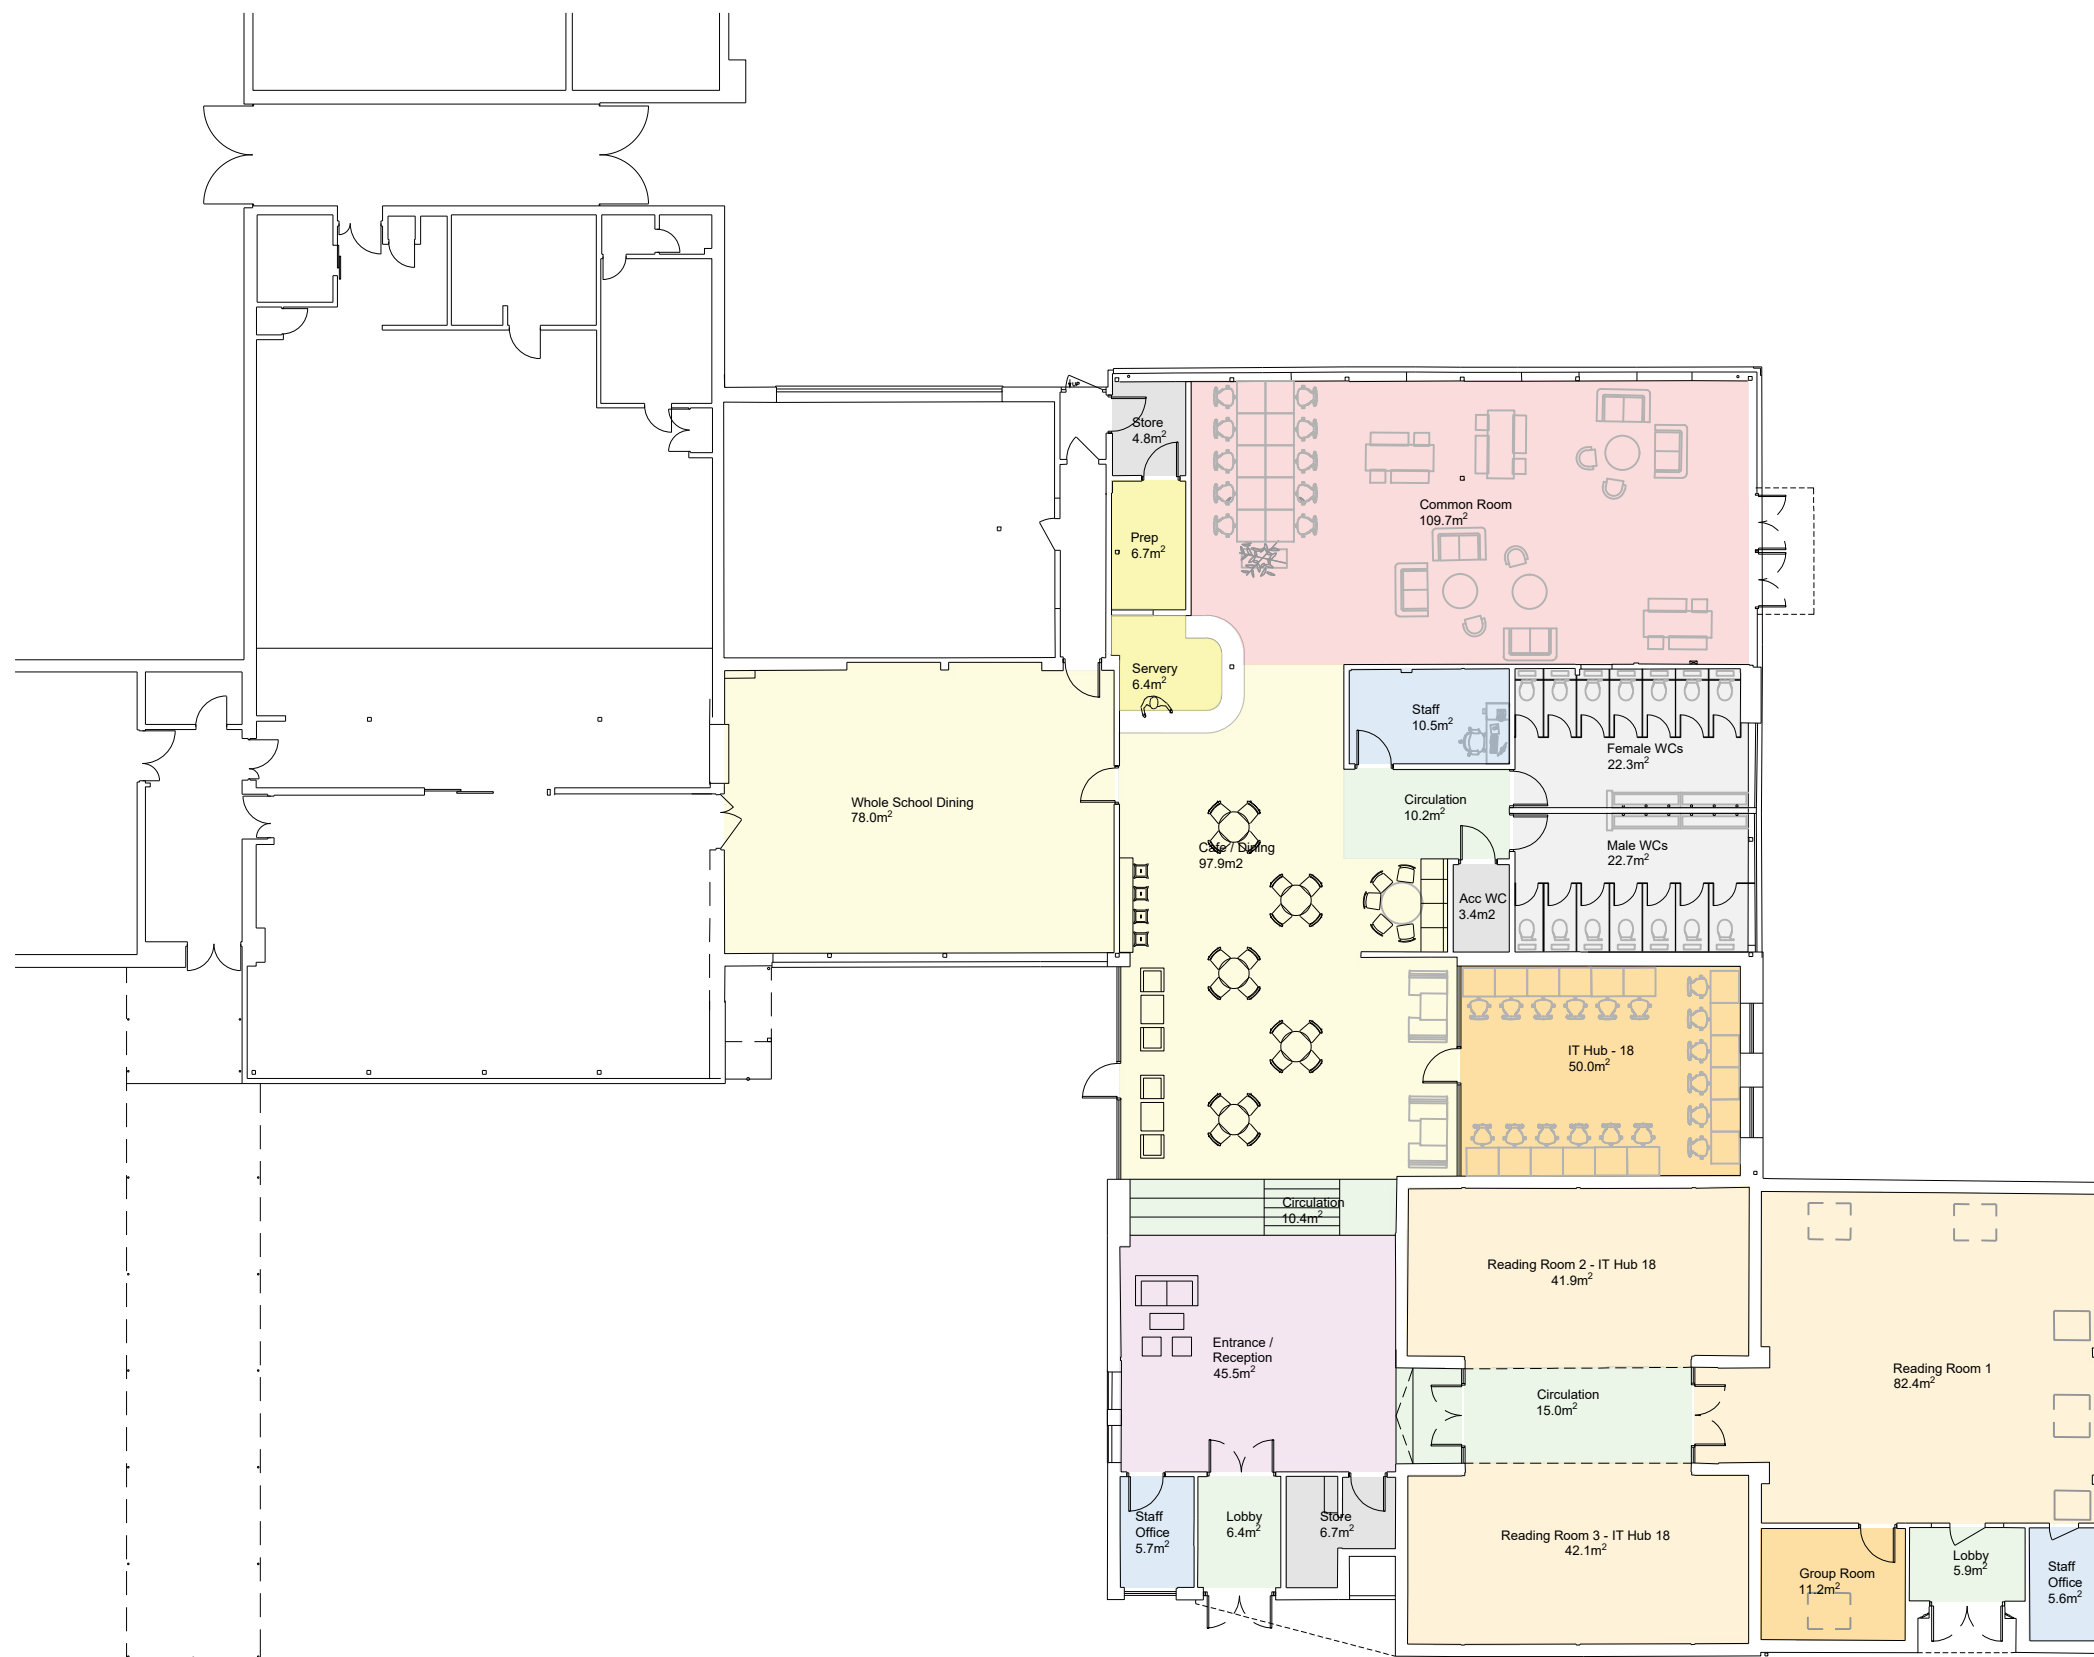 UP
Store
4.8m²
Common Room
109.7m²
Prep
6.7m²
Servery
6.4m²
Staff
10.5m²
Female WCs
22.3m²
Whole School Dining
78.0m²
Circulation
10.2m²
Cafe / Dining
97.9m2
Male WCs
22.7m²
Acc WC
3.4m2
IT Hub - 18
50.0m²
Circulation
10.4m²
Reading Room 2 - IT Hub 18
41.9m²
Entrance /
Reception
45.5m²
Reading Room 1
82.4m²
Circulation
15.0m²
Staff
Office
5.7m²
Lobby
6.4m²
Store
6.7m²
Reading Room 3 - IT Hub 18
42.1m²
Group Room
11.2m²
Lobby
5.9m²
Staff
Office
5.6m²